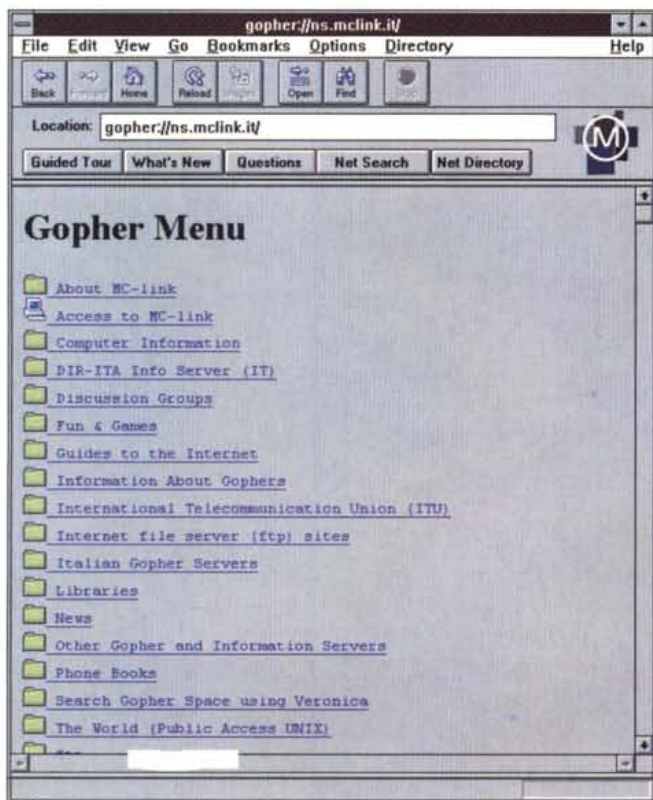 gopher://ns.mclink.it/
File Edit View Go Bookmarks Options Directory Help
Back Forward Home Reload Images Open Find Stop
Location: gopher://ns.mclink.it/
M
Guided Tour What's New Questions Net Search Net Directory
Gopher Menu
About MC-link
Access to MC-link
Computer Information
DIR-ITA Info Server (IT)
Discussion Groups
Fun & Games
Guides to the Internet
Information About Gophers
International Telecommunication Union (ITU)
Internet file server (ftp) sites
Italian Gopher Servers
Libraries
News
Other Gopher and Information Servers
Phone Books
Search Gopher Space using Veronica
The World (Public Access UNIX)